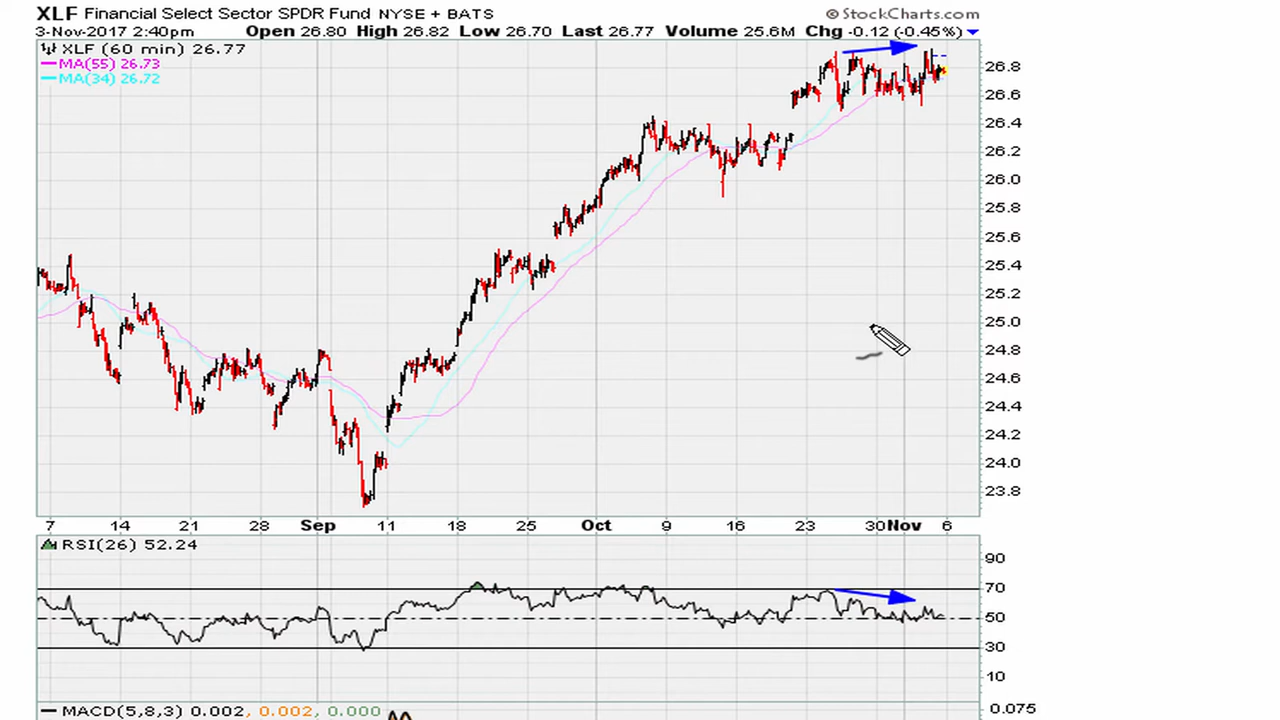 XLF Financial Select Sector SPDR Fund NYSE + BATS © StockCharts.com
3-Nov-2017 2:40pm Open 26.80 High 26.82 Low 26.70 Last 26.77 Volume 25.6M Chg -0.12 (-0.45%)
XLF (60 min) 26.77
MA(55) 26.73
MA(34) 26.72
26.8
26.6
26.4
26.2
26.0
25.8
25.6
25.4
25.2
25.0
24.8
24.6
24.4
24.2
24.0
23.8
7 14 21 28 Sep 11 18 25 Oct 9 16 23 30 Nov 6
RSI(26) 52.24
90
70
50
30
10
MACD(5,8,3) 0.002, 0.002, 0.000
0.075